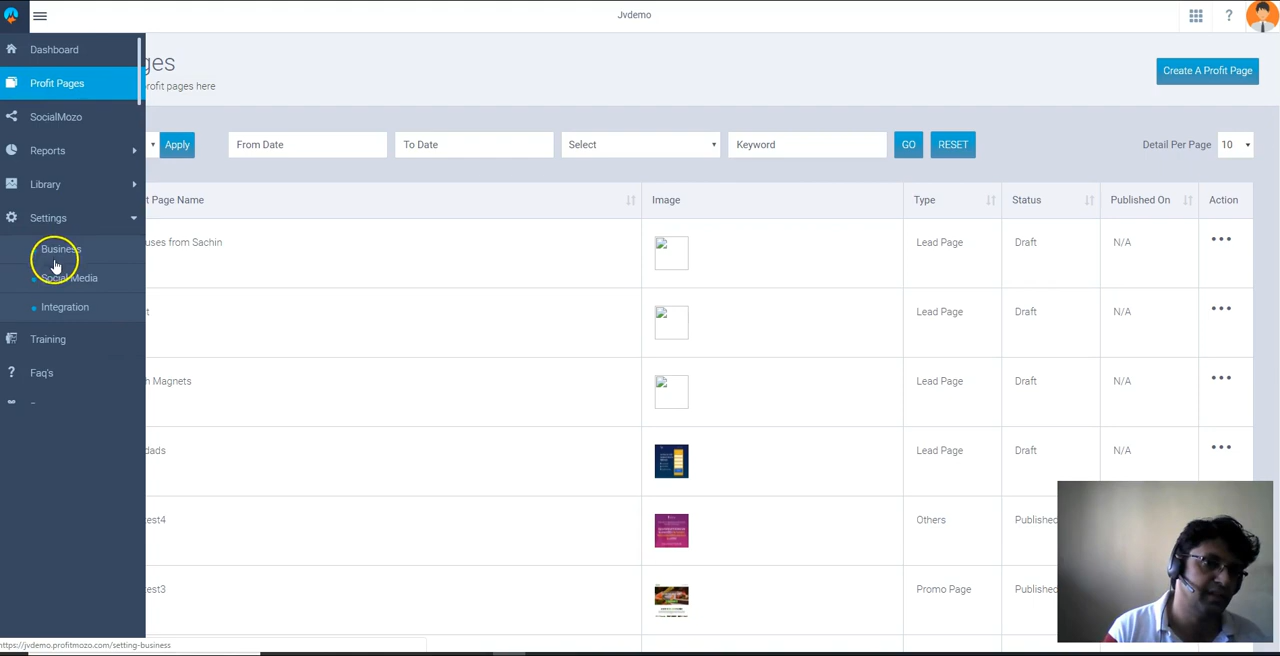 Jvdemo
?
Dashboard
Profit Pages
SocialMozo
Reports
Library
Settings
Business
Social Media
Integration
Training
Faq's
ges
rofit pages here
Create A Profit Page
Apply
From Date
To Date
Select
Keyword
GO
RESET
Detail Per Page
10
t Page Name
Image
Type
Status
Published On
Action
uses from Sachin
Lead Page
Draft
N/A
t
Lead Page
Draft
N/A
h Magnets
Lead Page
Draft
N/A
dads
Lead Page
Draft
N/A
test4
Others
Published
test3
Promo Page
Published
https://jvdemo.profitmozo.com/setting-business